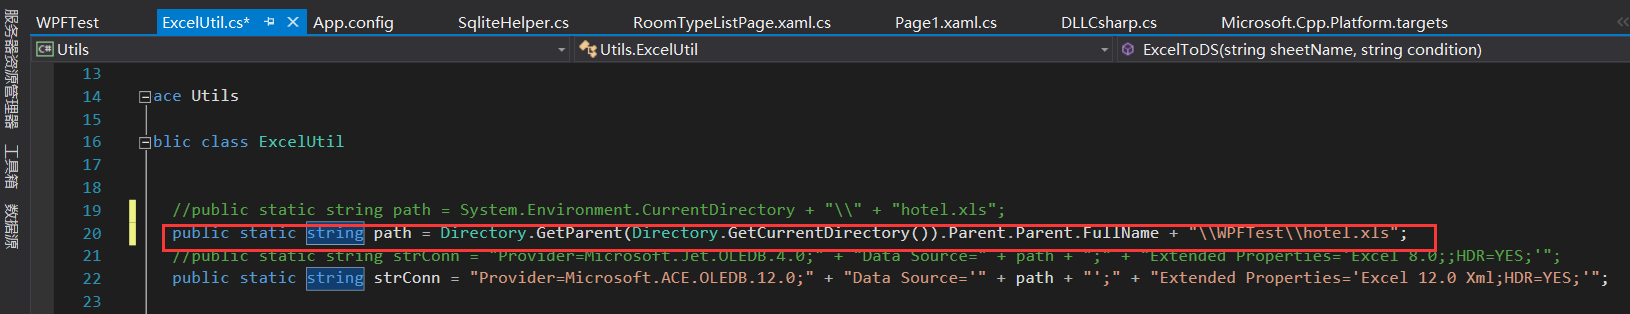 服务器资源管理器
工具箱
数据源
WPFTest
ExcelUtil.cs*
App.config
SqliteHelper.cs
RoomTypeListPage.xaml.cs
Page1.xaml.cs
DLLCsharp.cs
Microsoft.Cpp.Platform.targets
C# Utils
Utils.ExcelUtil
ExcelToDS(string sheetName, string condition)
13
14 ace Utils
15
16 blic class ExcelUtil
17
18
19 //public static string path = System.Environment.CurrentDirectory + "\\" + "hotel.xls";
20 public static string path = Directory.GetParent(Directory.GetCurrentDirectory()).Parent.Parent.FullName + "\\WPFTest\\hotel.xls";
21 //public static string strConn = "Provider=Microsoft.Jet.OLEDB.4.0;" + "Data Source=" + path + ";" + "Extended Properties='Excel 8.0;;HDR=YES;'";
22 public static string strConn = "Provider=Microsoft.ACE.OLEDB.12.0;" + "Data Source='" + path + "';" + "Extended Properties='Excel 12.0 Xml;HDR=YES;'";
23